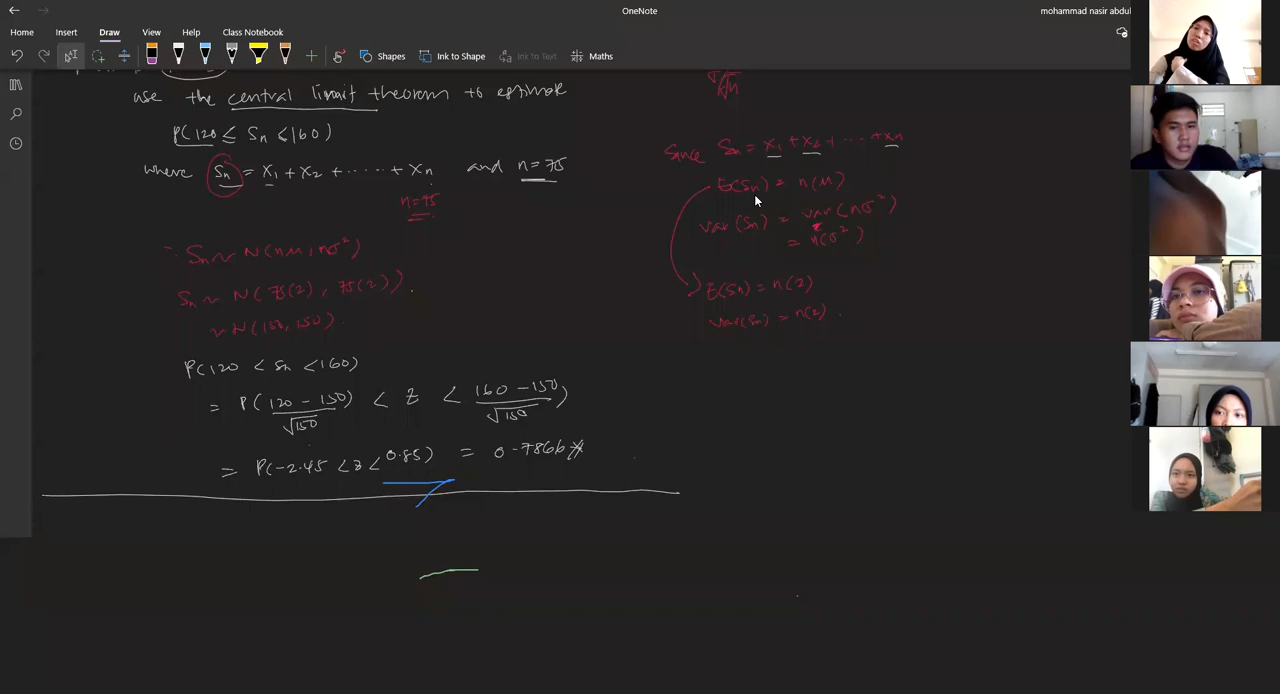 OneNote
mohammad nasir abdul
Home Insert Draw View Help Class Notebook
Shapes Ink to Shape Ink to Text Maths
use the central limit theorem to estimate
P(120 ≤ Sn ≤ 160)
where Sn = x1 + x2 + ...... + xn and n = 75
n = 75
∴ Sn ~ N(nμ, nσ²)
Sn ~ N(75(2), 75(2)).
~ N(150, 150)
P(120 < Sn < 160)
= P(120 - 150/√150 < Z < 160 - 150/√150)
= P(-2.45 < z < 0.85) = 0.7866
Since Sn = x1 + x2 + ..... + xn
E(Sn) = n(μ)
var(Sn) = var(nσ²)
= n(σ²)
E(Sn) = n(2)
var(Sn) = n(2).